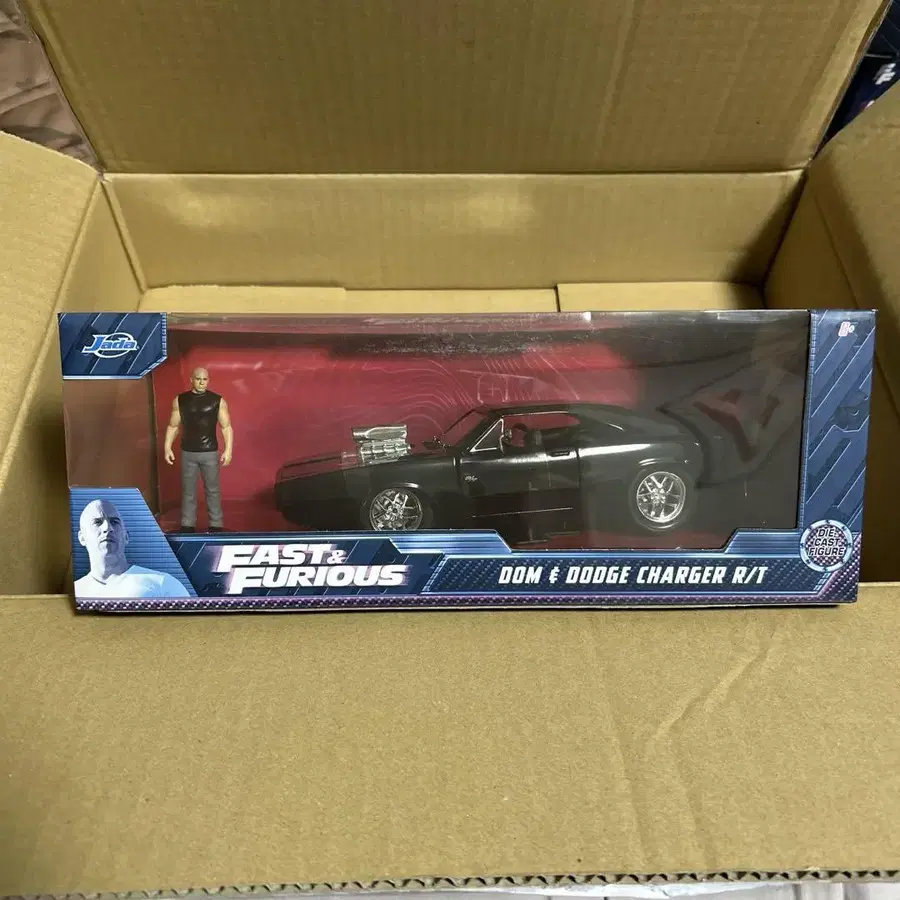 Jada
8+
FAST &
FURIOUS
DOM & DODGE CHARGER R/T
DIE-
CAST
FIGURE